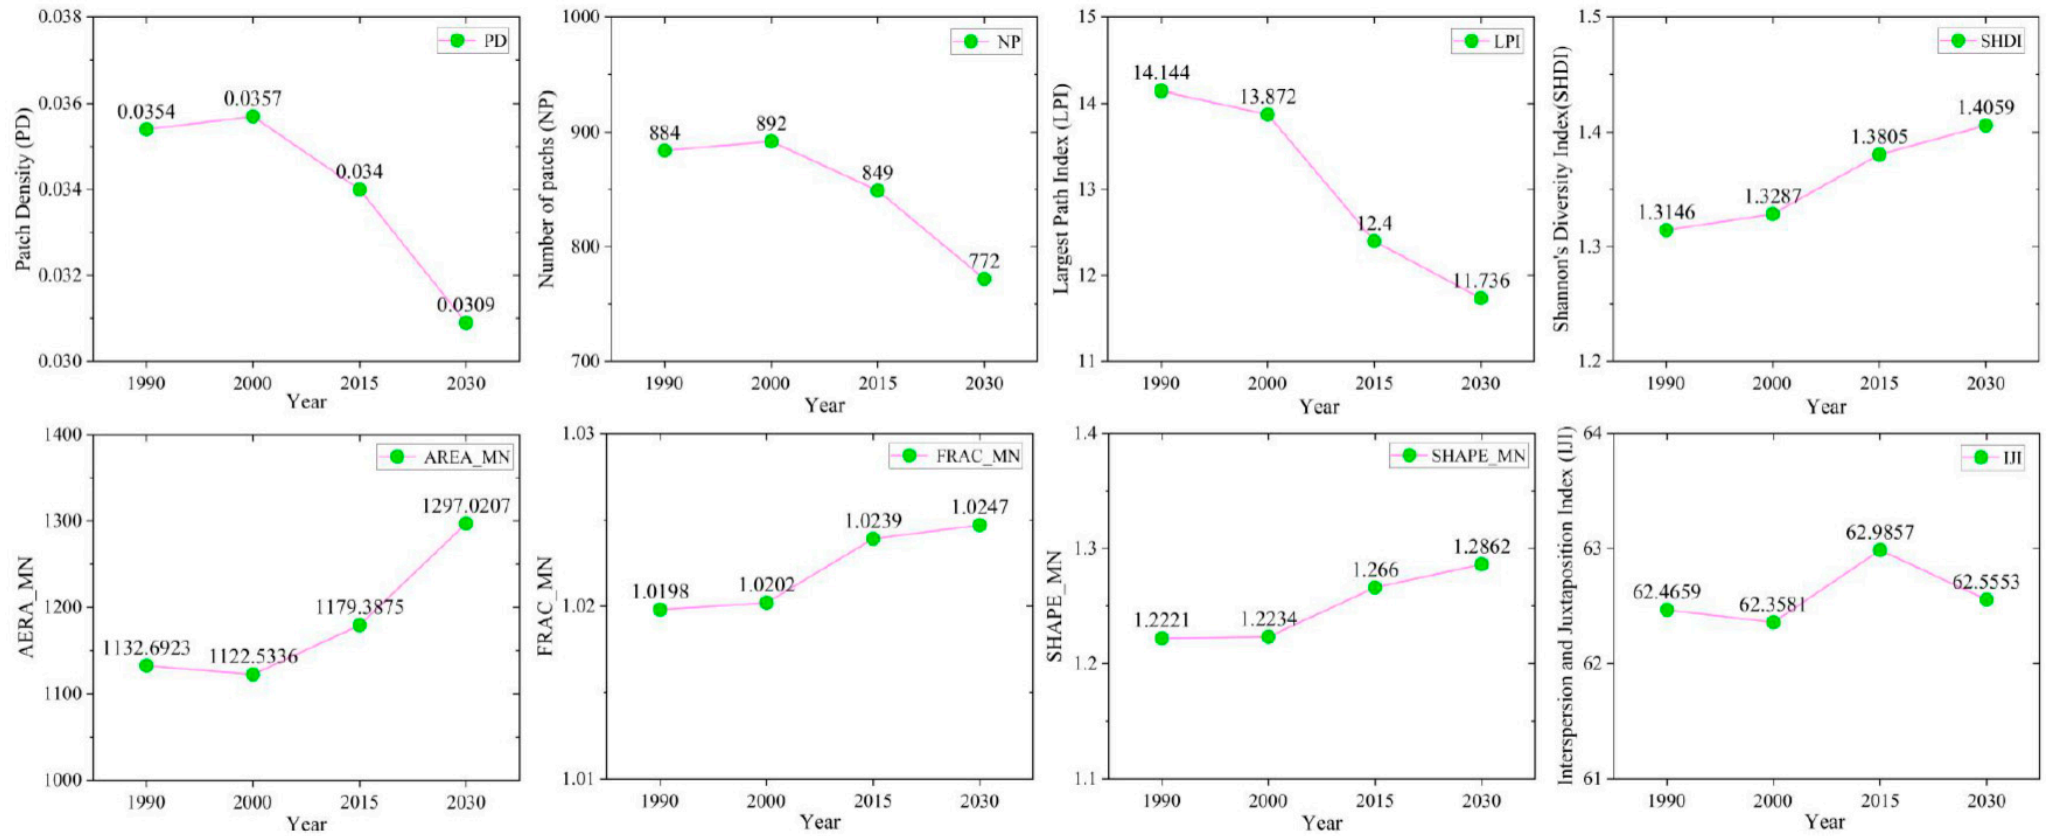 Patch Density (PD)
0.038
0.036
0.034
0.032
0.030
PD
0.0354
0.0357
0.034
0.0309
1990 2000 2015 2030
Year
Number of patchs (NP)
1000
900
800
700
NP
884
892
849
772
1990 2000 2015 2030
Year
Largest Path Index (LPI)
15
14
13
12
11
LPI
14.144
13.872
12.4
11.736
1990 2000 2015 2030
Year
Shannon's Diversity Index(SHDI)
1.5
1.4
1.3
1.2
SHDI
1.3146
1.3287
1.3805
1.4059
1990 2000 2015 2030
Year
AERA_MN
1400
1300
1200
1100
1000
AREA_MN
1132.6923
1122.5336
1179.3875
1297.0207
1990 2000 2015 2030
Year
FRAC_MN
1.03
1.02
1.01
FRAC_MN
1.0198
1.0202
1.0239
1.0247
1990 2000 2015 2030
Year
SHAPE_MN
1.4
1.3
1.2
1.1
SHAPE_MN
1.2221
1.2234
1.266
1.2862
1990 2000 2015 2030
Year
Interspersion and Juxtaposition Index (IJI)
64
63
62
61
IJI
62.4659
62.3581
62.9857
62.5553
1990 2000 2015 2030
Year